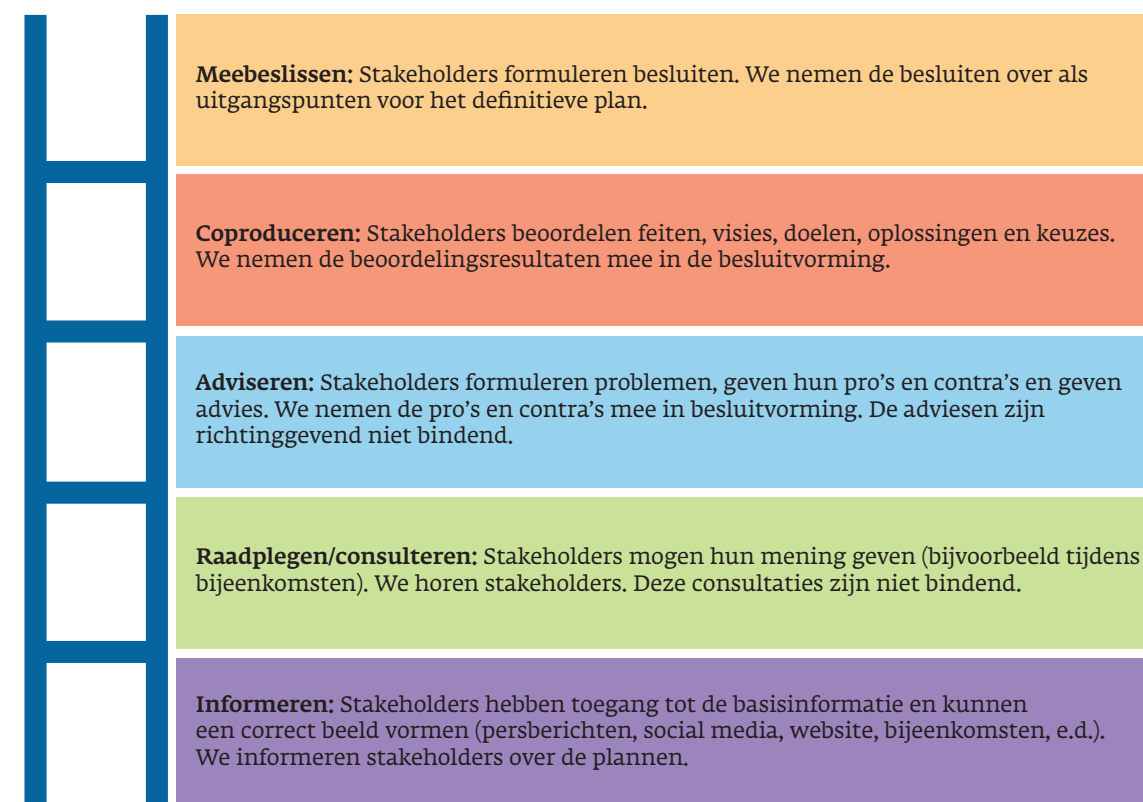 Meebeslissen: Stakeholders formuleren besluiten. We nemen de besluiten over als
uitgangspunten voor het definitieve plan.
Coproduceren: Stakeholders beoordelen feiten, visies, doelen, oplossingen en keuzes.
We nemen de beoordelingsresultaten mee in de besluitvorming.
Adviseren: Stakeholders formuleren problemen, geven hun pro’s en contra’s en geven
advies. We nemen de pro’s en contra’s mee in besluitvorming. De adviesen zijn
richtinggevend niet bindend.
Raadplegen/consulteren: Stakeholders mogen hun mening geven (bijvoorbeeld tijdens
bijeenkomsten). We horen stakeholders. Deze consultaties zijn niet bindend.
Informeren: Stakeholders hebben toegang tot de basisinformatie en kunnen
een correct beeld vormen (persberichten, social media, website, bijeenkomsten, e.d.).
We informeren stakeholders over de plannen.